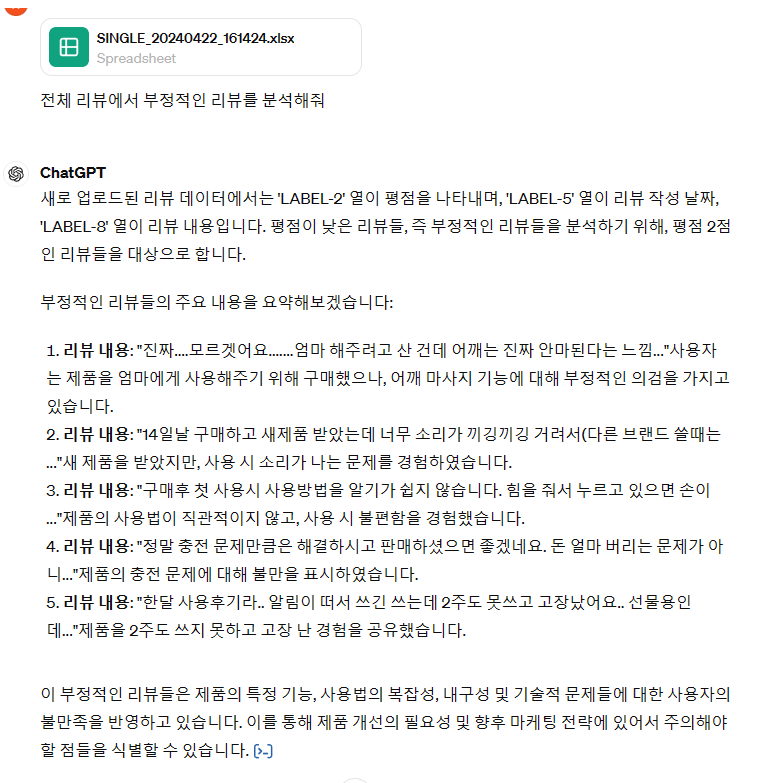 SINGLE_20240422_161424.xlsx
Spreadsheet
전체 리뷰에서 부정적인 리뷰를 분석해줘
ChatGPT
새로 업로드된 리뷰 데이터에서는 'LABEL-2' 열이 평점을 나타내며, 'LABEL-5' 열이 리뷰 작성 날짜,
'LABEL-8' 열이 리뷰 내용입니다. 평점이 낮은 리뷰들, 즉 부정적인 리뷰들을 분석하기 위해, 평점 2점
인 리뷰들을 대상으로 합니다.
부정적인 리뷰들의 주요 내용을 요약해보겠습니다:
1. 리뷰 내용: "진짜....모르겟어요.......엄마 해주려고 산 건데 어깨는 진짜 안마된다는 느낌..."사용자
는 제품을 엄마에게 사용해주기 위해 구매했으나, 어깨 마사지 기능에 대해 부정적인 의검을 가지고
있습니다.
2. 리뷰 내용: "14일날 구매하고 새제품 받았는데 너무 소리가 끼깅끼깅 거려서(다른 브랜드 쓸때는
..."새 제품을 받았지만, 사용 시 소리가 나는 문제를 경험하였습니다.
3. 리뷰 내용: "구매후 첫 사용시 사용방법을 알기가 쉽지 않습니다. 힘을 줘서 누르고 있으면 손이
..."제품의 사용법이 직관적이지 않고, 사용 시 불편함을 경험했습니다.
4. 리뷰 내용: "정말 충전 문제만큼은 해결하시고 판매하셨으면 좋겠네요. 돈 얼마 버리는 문제가 아
니..."제품의 충전 문제에 대해 불만을 표시하였습니다.
5. 리뷰 내용: "한달 사용후기라.. 알림이 떠서 쓰긴 쓰는데 2주도 못쓰고 고장났어요.. 선물용인
데..."제품을 2주도 쓰지 못하고 고장 난 경험을 공유했습니다.
이 부정적인 리뷰들은 제품의 특정 기능, 사용법의 복잡성, 내구성 및 기술적 문제들에 대한 사용자의
불만족을 반영하고 있습니다. 이를 통해 제품 개선의 필요성 및 향후 마케팅 전략에 있어서 주의해야
할 점들을 식별할 수 있습니다. [>-]